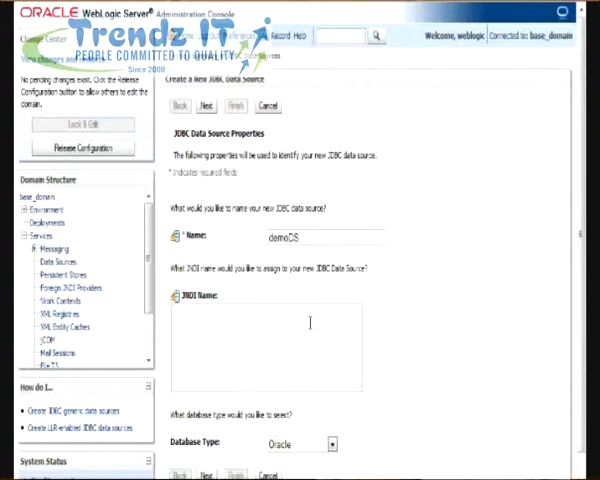 ORACLE WebLogic Server® Administration Console
Trendz IT
PEOPLE COMMITTED TO QUALITY
Since 2000
Change Center
Record Help
Welcome, weblogic
Connected to: base_domain
No pending changes exist. Click the Release
Configuration button to allow others to edit the
domain.
Lock & Edit
Release Configuration
Domain Structure
base_domain
Environment
Deployments
Services
Messaging
Data Sources
Persistent Stores
Foreign JNDI Providers
Work Contexts
XML Registries
XML Entity Caches
jCOM
Mail Sessions
File T3
How do I...
Create JDBC generic data sources
Create LLR-enabled JDBC data sources
System Status
Create a New JDBC Data Source
Back Next Finish Cancel
JDBC Data Source Properties
The following properties will be used to identify your new JDBC data source.
* Indicates required fields
What would you like to name your new JDBC data source?
* Name: demoDS
What JNDI name would you like to assign to your new JDBC Data Source?
JNDI Name:
What database type would you like to select?
Database Type: Oracle
Back Next Finish Cancel